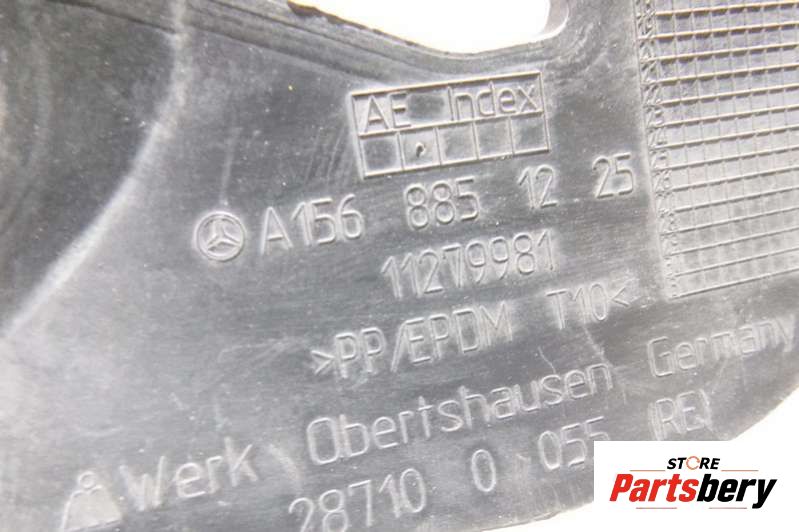 AE Index
A156 885 12 25
11279981
>PP/EPDM T10<
Werk Obertshausen Germany
28710 0 055 (RE)
STORE
Partsbery